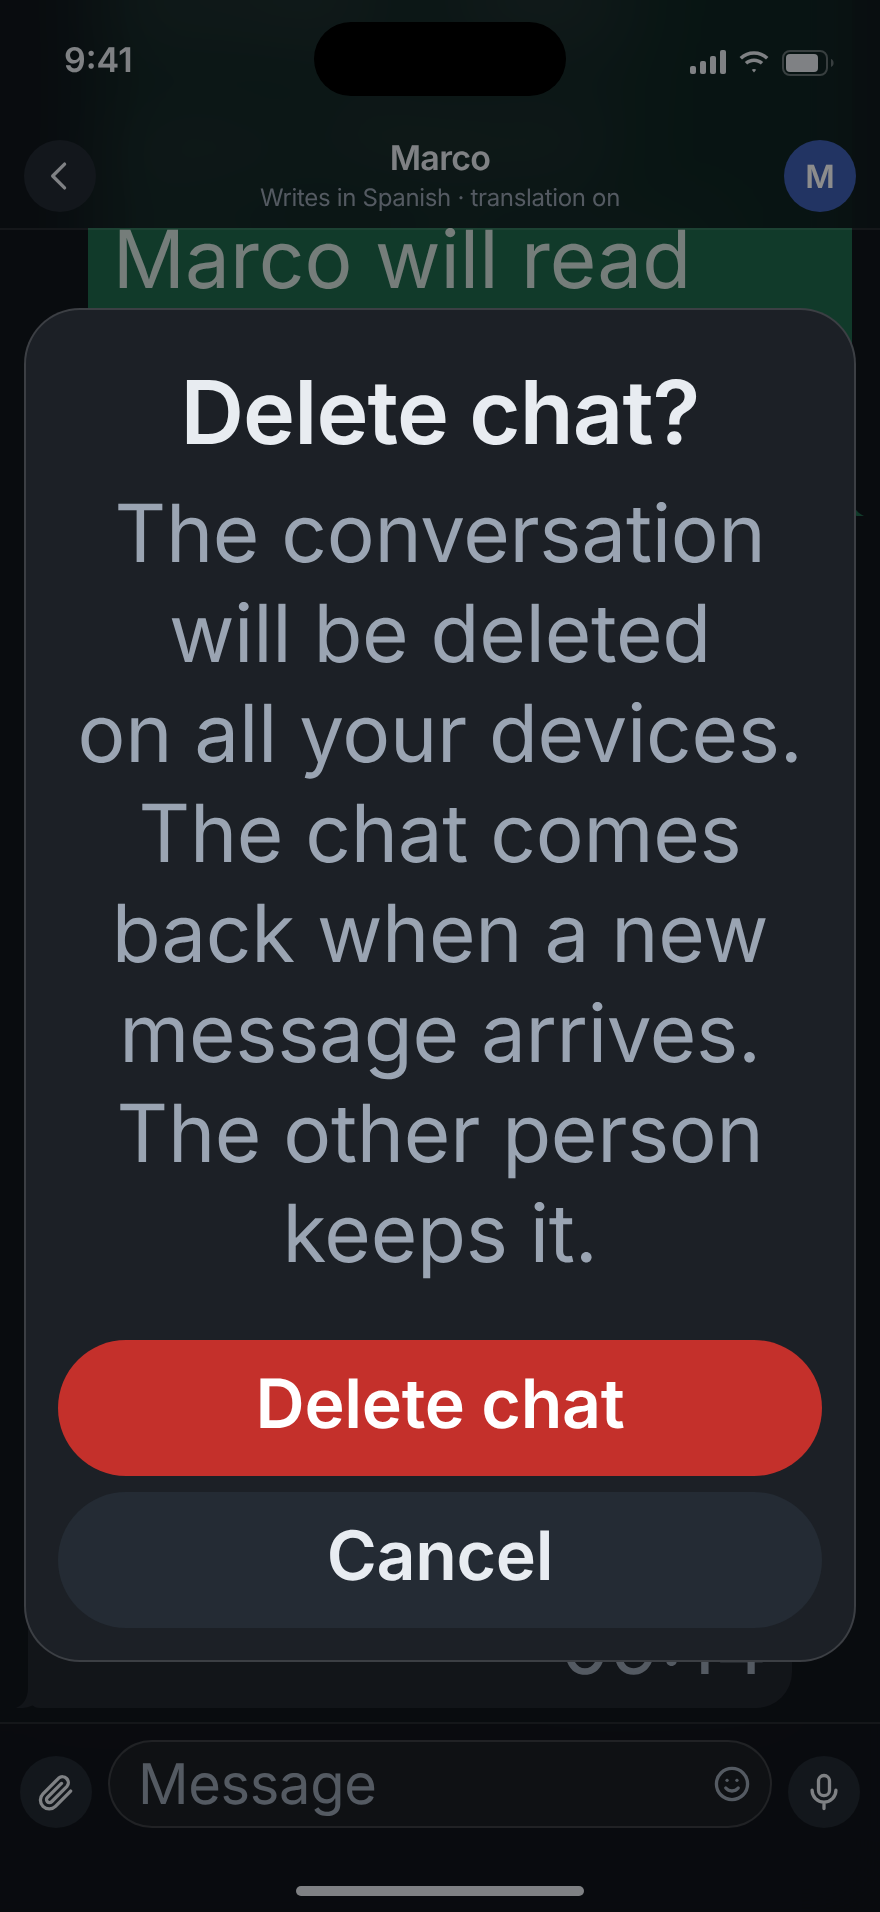 9:41
Marco
Writes in Spanish · translation on
M
Marco will read
Delete chat?
The conversation
will be deleted
on all your devices.
The chat comes
back when a new
message arrives.
The other person
keeps it.
Delete chat
Cancel
Message